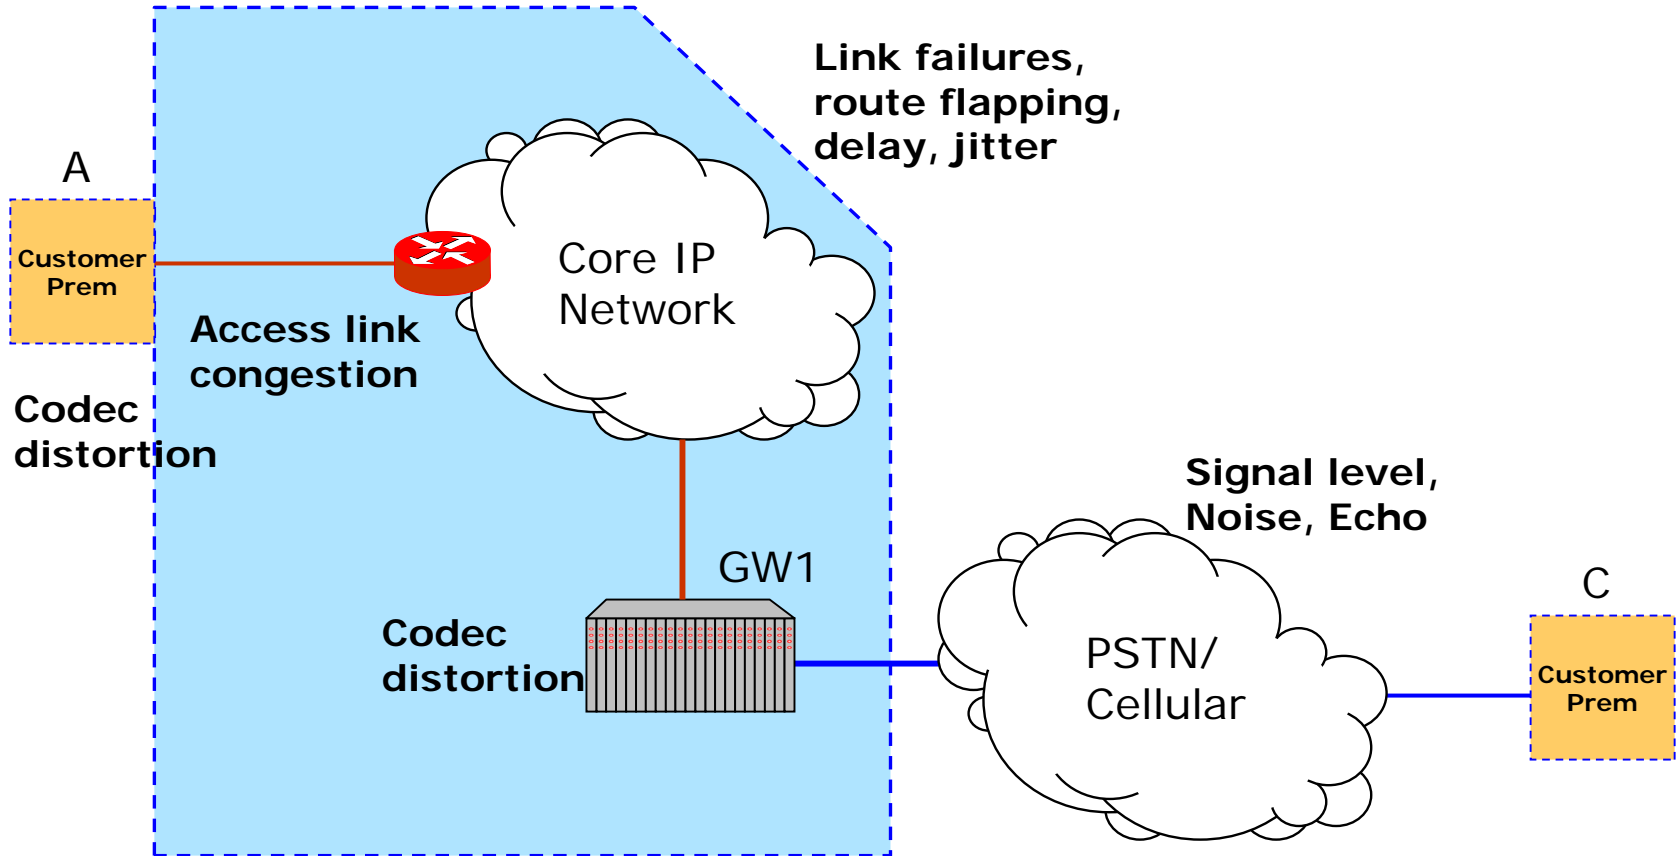 Link failures,
route flapping,
delay, jitter
A
Customer
Prem
Core IP
Network
Access link
congestion
Codec
distortion
Signal level,
Noise, Echo
GW1
C
Codec
distortion
PSTN/
Cellular
Customer
Prem